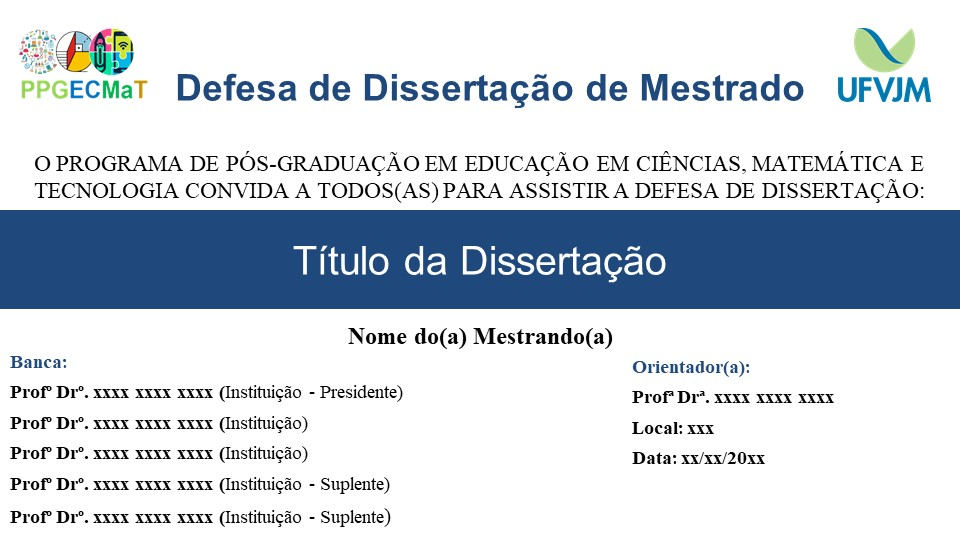 PPGECMaT
Defesa de Dissertação de Mestrado
UFVJM
O PROGRAMA DE PÓS-GRADUAÇÃO EM EDUCAÇÃO EM CIÊNCIAS, MATEMÁTICA E
TECNOLOGIA CONVIDA A TODOS(AS) PARA ASSISTIR A DEFESA DE DISSERTAÇÃO:
Título da Dissertação
Nome do(a) Mestrando(a)
Banca:
Profº Drº. xxxx xxxx xxxx (Instituição - Presidente)
Profº Drº. xxxx xxxx xxxx (Instituição)
Profº Drº. xxxx xxxx xxxx (Instituição)
Profº Drº. xxxx xxxx xxxx (Instituição - Suplente)
Profº Drº. xxxx xxxx xxxx (Instituição - Suplente)
Orientador(a):
Profª Drª. xxxx xxxx xxxx
Local: xxx
Data: xx/xx/20xx